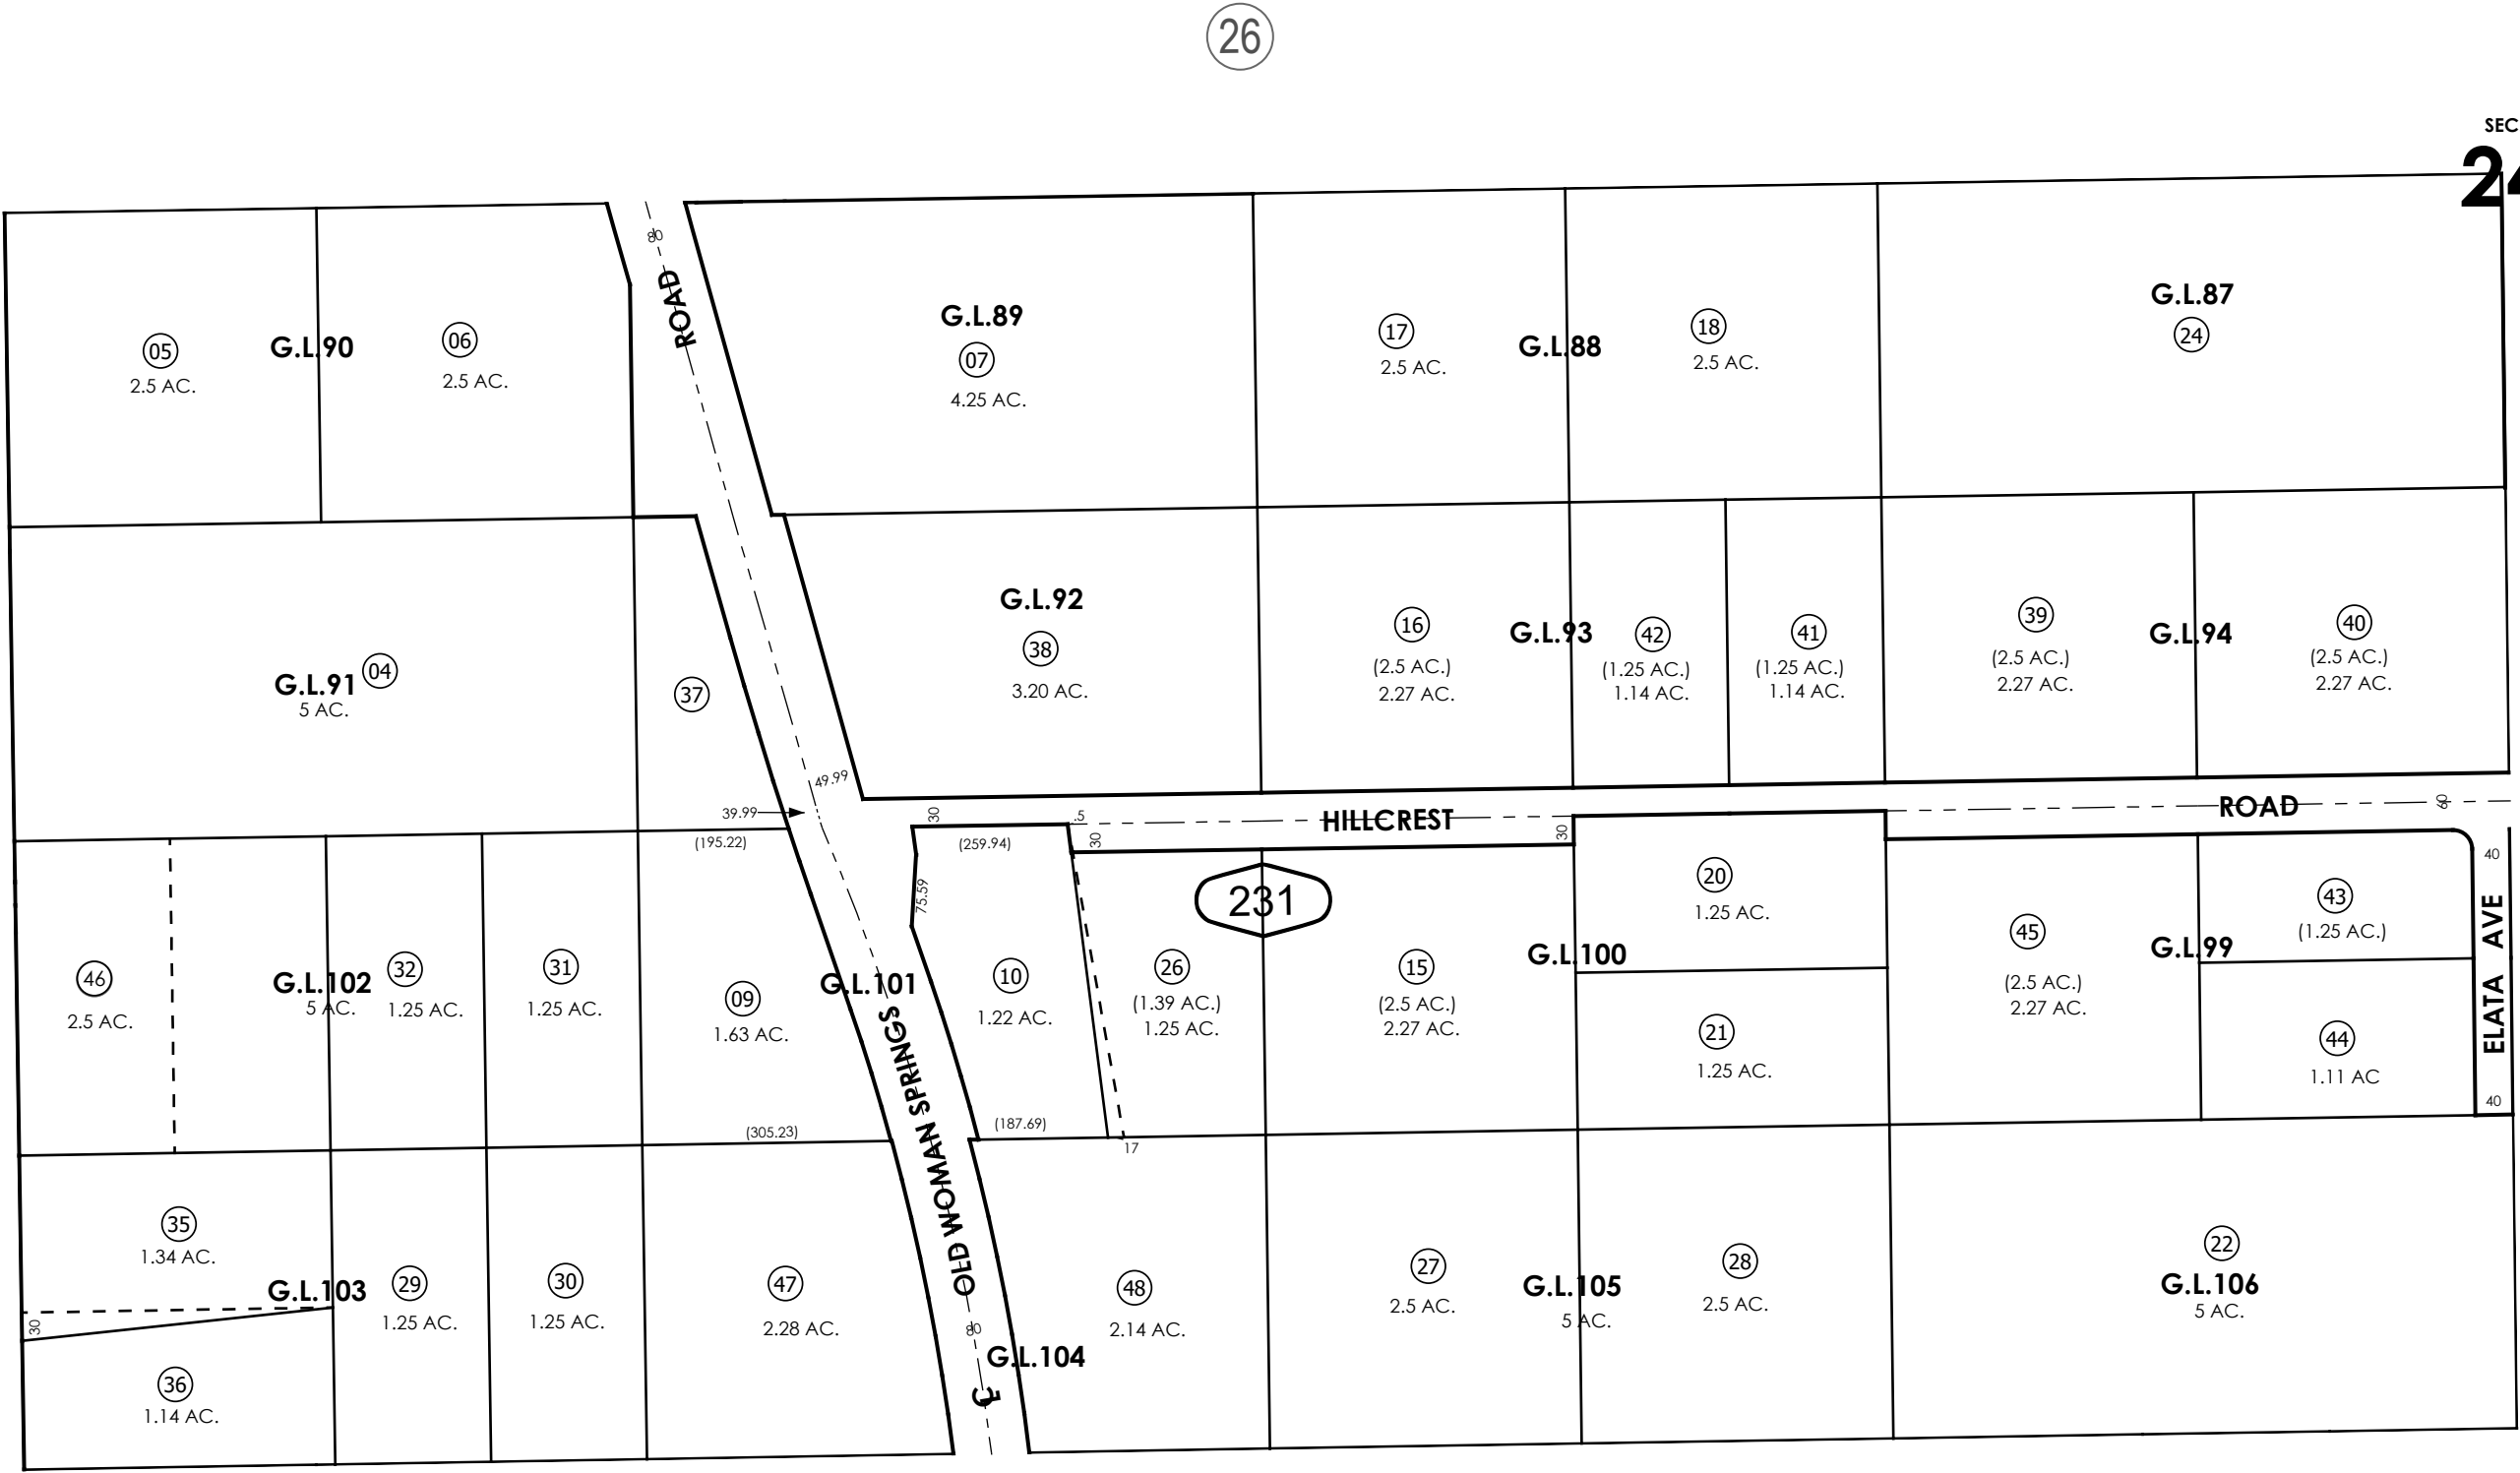 26
SEC
24
80
ROAD
05
2.5 AC.
G.L.90
06
2.5 AC.
G.L.89
07
4.25 AC.
17
2.5 AC.
G.L.88
18
2.5 AC.
G.L.87
24
G.L.91
04
5 AC.
37
G.L.92
38
3.20 AC.
16
(2.5 AC.)
2.27 AC.
G.L.93
42
(1.25 AC.)
1.14 AC.
41
(1.25 AC.)
1.14 AC.
39
(2.5 AC.)
2.27 AC.
G.L.94
40
(2.5 AC.)
2.27 AC.
49.99
39.99
30
.5
30
HILLCREST
30
ROAD
60
(195.22)
(259.94)
75.59
231
46
2.5 AC.
G.L.102
5 AC.
32
1.25 AC.
31
1.25 AC.
09
1.63 AC.
G.L.101
10
1.22 AC.
26
(1.39 AC.)
1.25 AC.
15
(2.5 AC.)
2.27 AC.
G.L.100
20
1.25 AC.
21
1.25 AC.
45
(2.5 AC.)
2.27 AC.
G.L.99
43
(1.25 AC.)
44
1.11 AC
40
ELATA AVE
40
(305.23)
(187.69)
17
OLD WOMAN SPRINGS
35
1.34 AC.
G.L.103
30
36
1.14 AC.
29
1.25 AC.
30
1.25 AC.
47
2.28 AC.
80
G.L.104
48
2.14 AC.
27
2.5 AC.
G.L.105
5 AC.
28
2.5 AC.
22
G.L.106
5 AC.